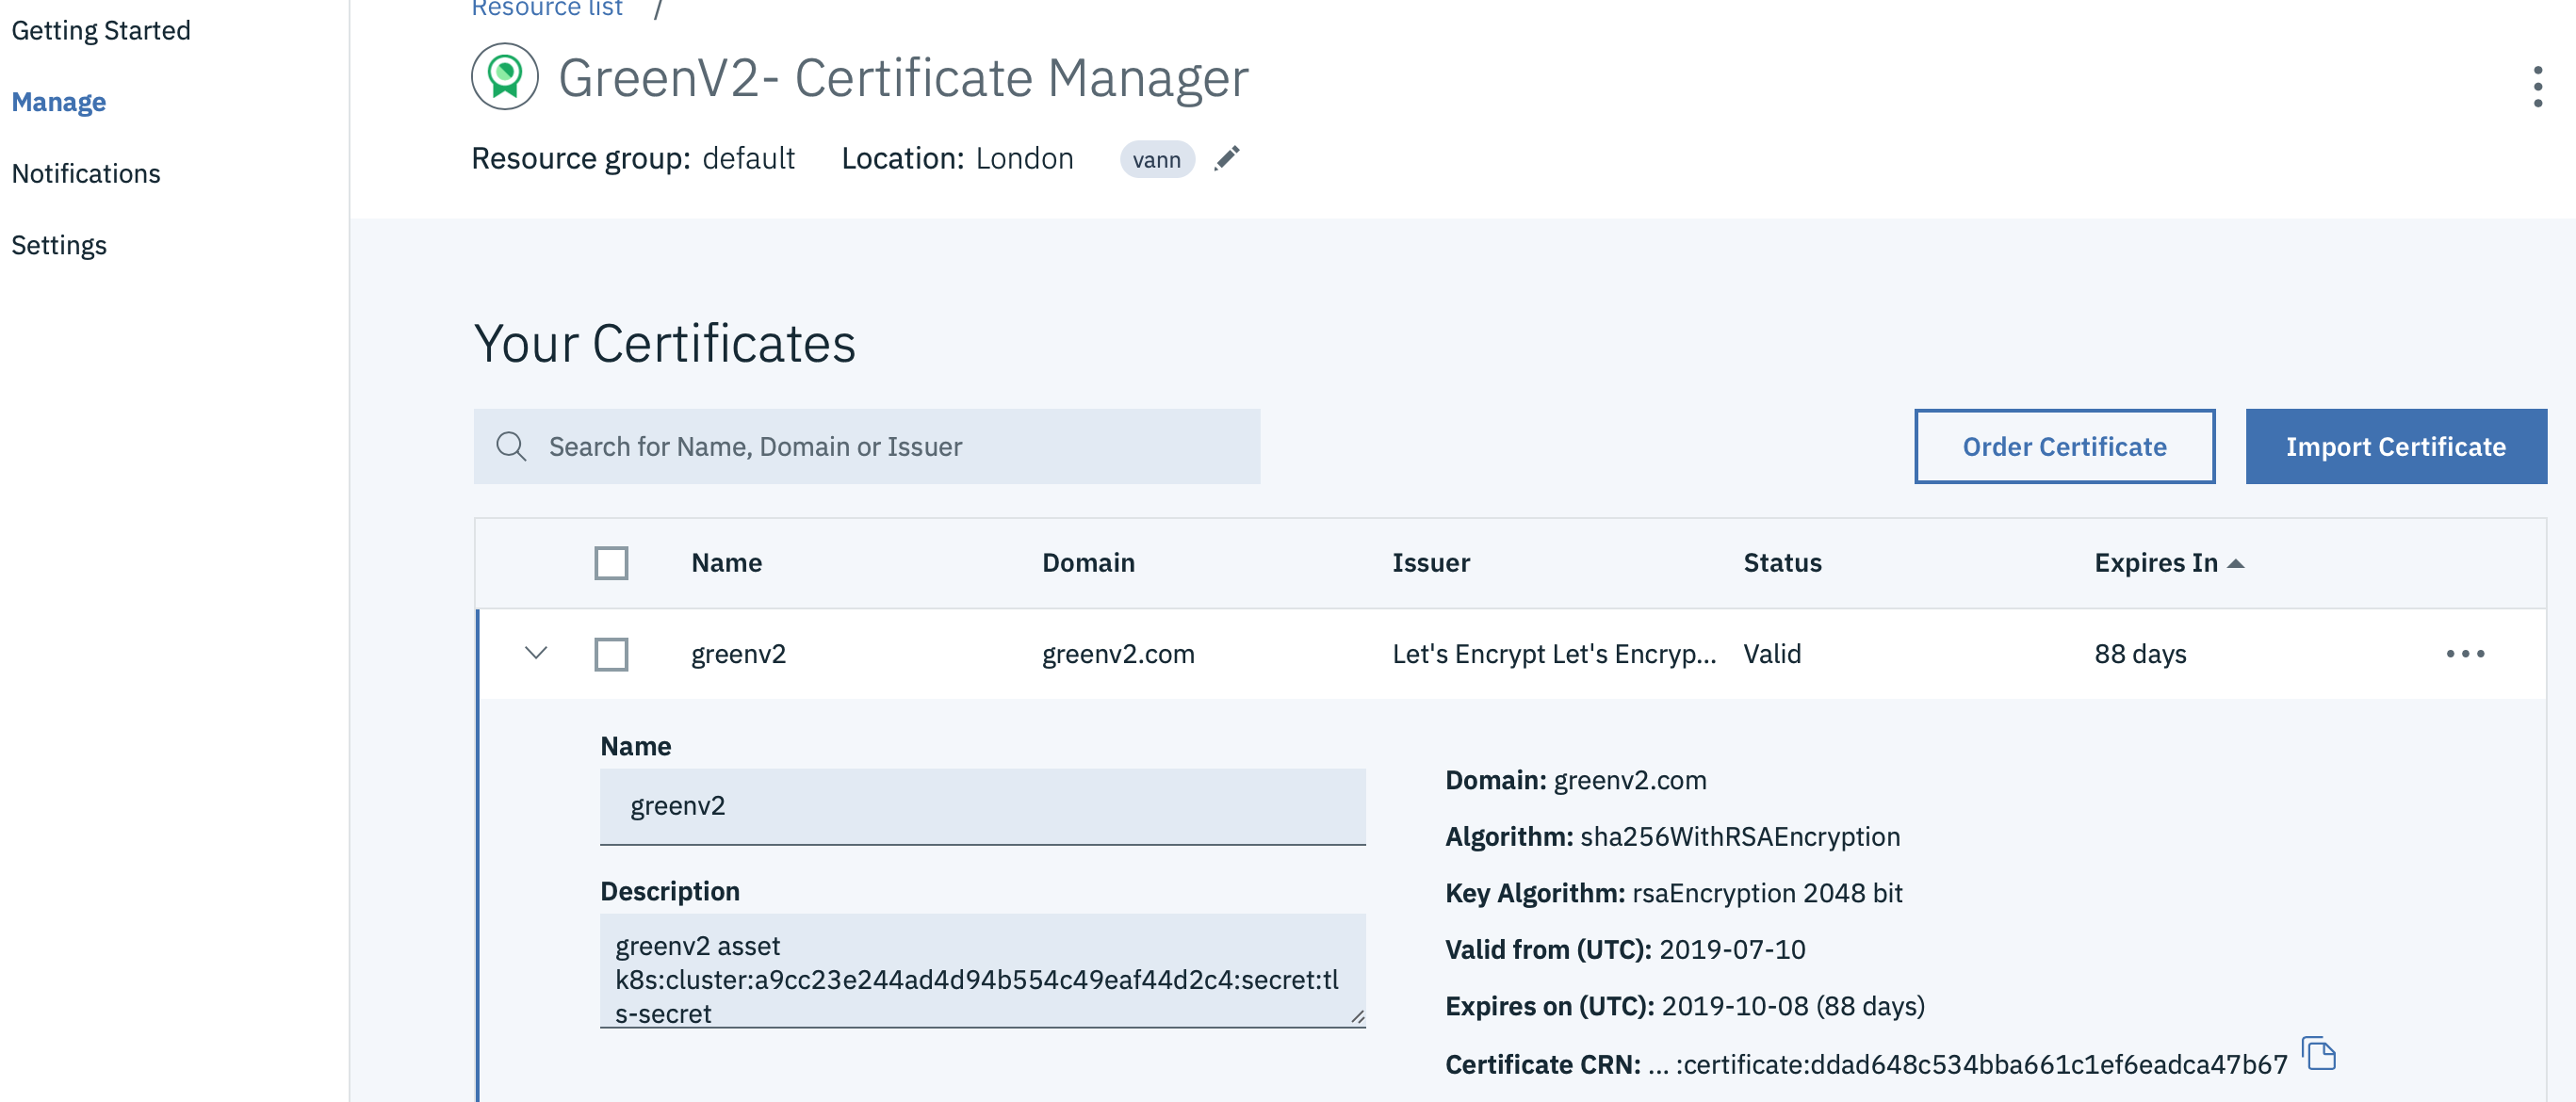 Getting Started
Manage
Notifications
Settings
Resource list /
GreenV2- Certificate Manager
Resource group: default Location: London vann
Your Certificates
Search for Name, Domain or Issuer
Order Certificate
Import Certificate
Name Domain Issuer Status Expires In
greenv2 greenv2.com Let's Encrypt Let's Encryp... Valid 88 days
Name
greenv2
Description
greenv2 asset
k8s:cluster:a9cc23e244ad4d94b554c49eaf44d2c4:secret:tl
s-secret
Domain: greenv2.com
Algorithm: sha256WithRSAEncryption
Key Algorithm: rsaEncryption 2048 bit
Valid from (UTC): 2019-07-10
Expires on (UTC): 2019-10-08 (88 days)
Certificate CRN: ... :certificate:ddad648c534bba661c1ef6eadca47b67